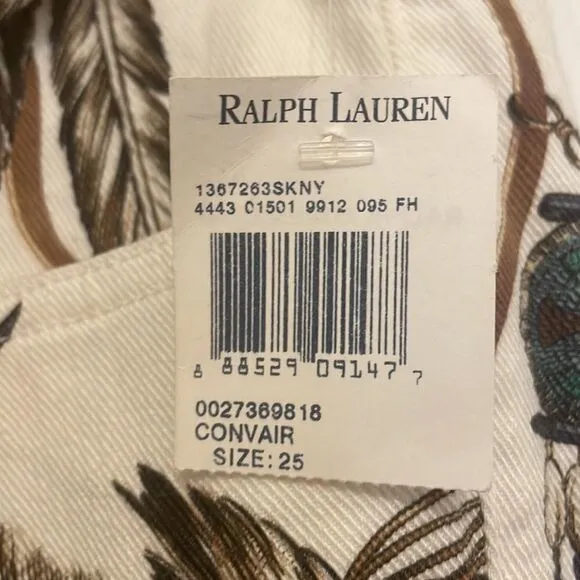 RALPH LAUREN
1367263SKNY
4443 01501 9912 095 FH
8 88529 09147 7
0027369818
CONVAIR
SIZE: 25